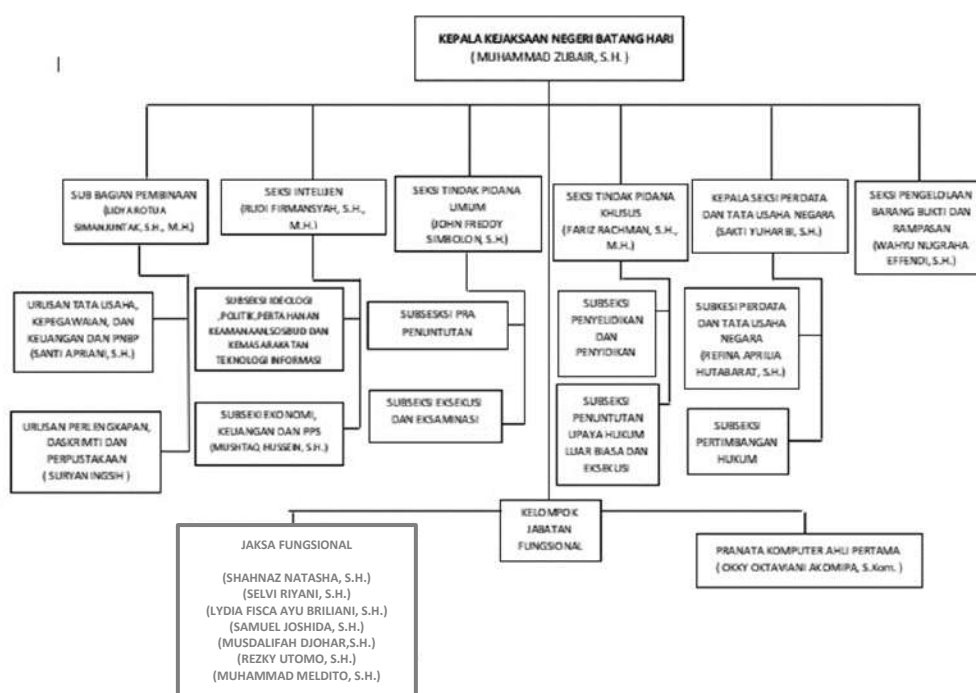 KEPALA KEJAKSAAN NEGERI BATANG HARI
( MUHAMMAD ZUBAIR, S.H. )
SUB BAGIAN PEMBINAAN
(LIDYA ROTUA
SIMANJUNTAK, S.H., M.H.)
SEKSI INTELIJEN
(RUDI FIRMANSYAH, S.H.,
M.H.)
SEKSI TINDAK PIDANA
UMUM
(JOHN FREDDY
SIMBOLON, S.H.)
SEKSI TINDAK PIDANA
KHUSUS
(FARIZ RACHMAN, S.H.,
M.H.)
KEPALA SEKSI PERDATA
DAN TATA USAHA NEGARA
(SAKTI YUHARBI, S.H.)
SEKSI PENGELOLAAN
BARANG BUKTI DAN
RAMPASAN
(WAHYU NUGRAHA
EFFENDI, S.H.)
URUSAN TATA USAHA,
KEPEGAWAIAN, DAN
KEUANGAN DAN PNBP
(SANTI APRIANI, S.H.)
SUBSEKSI IDEOLOGI
,POLITIK,PERTAHANAN
KEAMANAAN,SOSBUD DAN
KEMASARAKATAN
TEKNOLOGI INFORMASI
SUBSESKSI PRA
PENUNTUTAN
SUBSEKSI
PENYELIDIKAN
DAN
PENYIDIKAN
SUBKESI PERDATA
DAN TATA USAHA
NEGARA
(REFINA APRILIA
HUTABARAT, S.H.)
URUSAN PERLENGKAPAN,
DASKRIMTI DAN
PERPUSTAKAAN
( SURYAN INGSIH )
SUBSEKI EKONOMI,
KEUANGAN DAN PPS
(MUSHTAQ HUSSEIN, S.H.)
SUBSEKSI EKSEKUSI
DAN EKSAMINASI
SUBSEKSI
PENUNTUTAN
UPAYA HUKUM
LUAR BIASA DAN
EKSEKUSI
SUBSEKSI
PERTIMBANGAN
HUKUM
KELOMPOK
JABATAN
FUNGSIONAL
JAKSA FUNGSIONAL
(SHAHNAZ NATASHA, S.H.)
(SELVI RIYANI, S.H.)
(LYDIA FISCA AYU BRILIANI, S.H.)
(SAMUEL JOSHIDA, S.H.)
(MUSDALIFAH DJOHAR,S.H.)
(REZKY UTOMO, S.H.)
(MUHAMMAD MELDITO, S.H.)
PRANATA KOMPUTER AHLI PERTAMA
( OKKY OKTAVIANI AKOMIPA, S.Kom. )